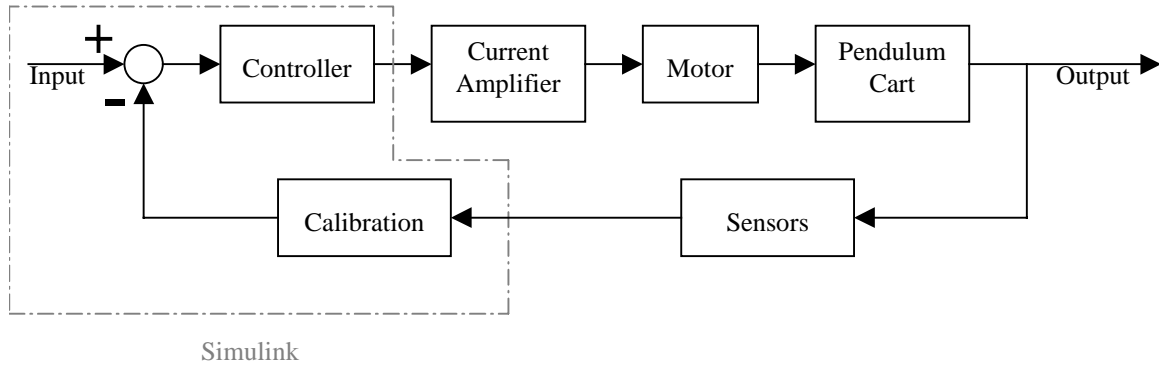 +
Input
-
Controller
Current
Amplifier
Motor
Pendulum
Cart
Output
Calibration
Sensors
Simulink